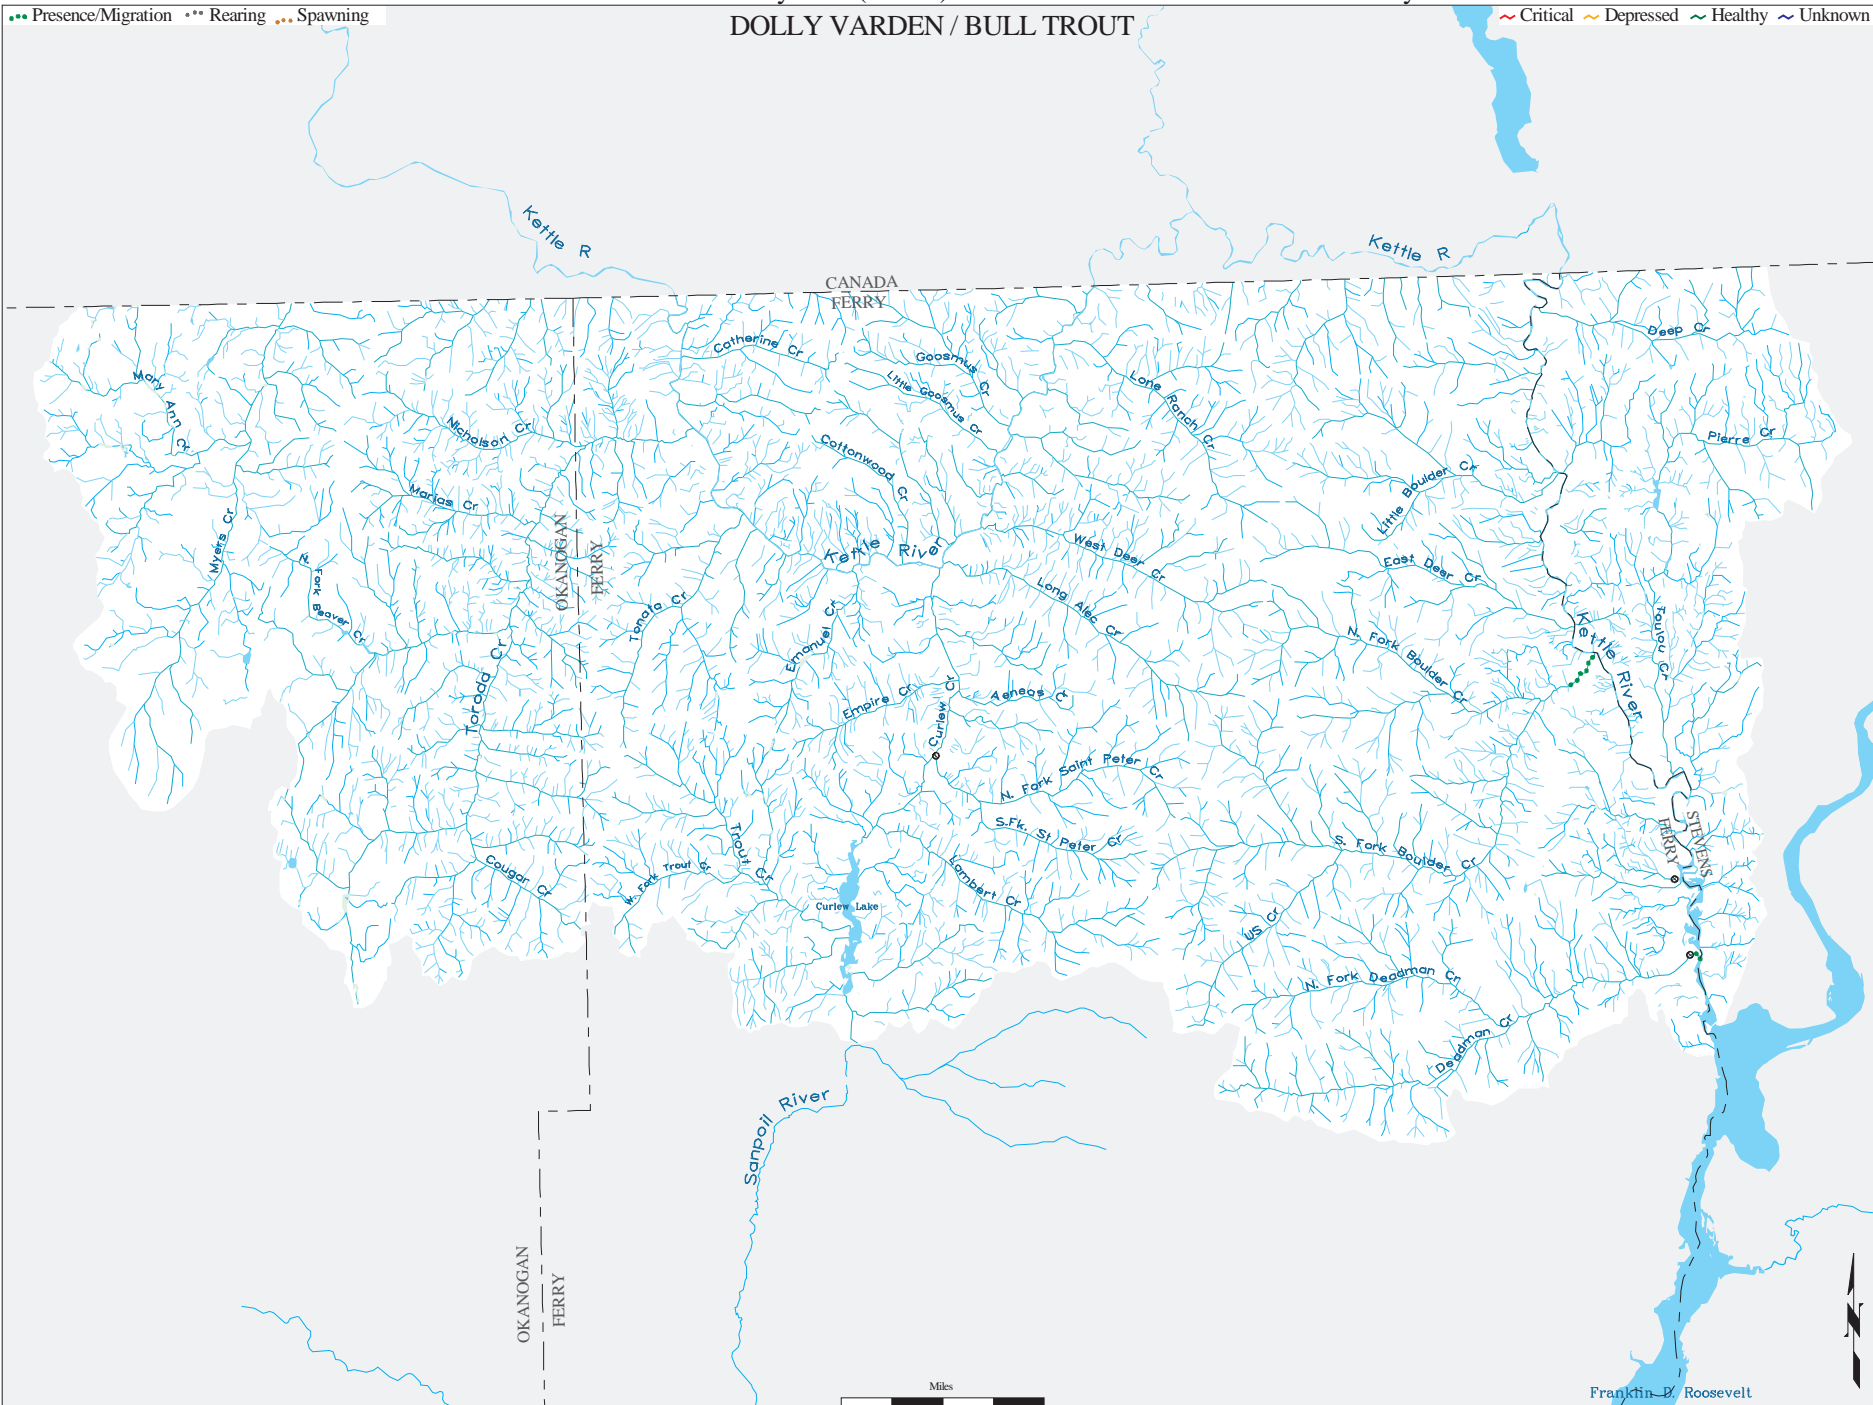 Presence/Migration Rearing Spawning
DOLLY VARDEN / BULL TROUT
Critical Depressed Healthy Unknown
Kettle R
Kettle R
CANADA
FERRY
Deep Cr
Catherine Cr
Goosmus Cr
Little Goosmus Cr
Lone Ranch Cr
Mary Ann Cr
Nicholson Cr
Cottonwood Cr
Pierre Cr
Little Boulder Cr
Marias Cr
Myers Cr
OKANOGAN
FERRY
Kettle River
West Deer Cr
East Deer Cr
N. Fork Beaver Cr
Tonata Cr
Emanuel Cr
Long Alec Cr
N. Fork Boulder Cr
Kettle River
Toulou Cr
Toroda Cr
Empire Cr
Curlew Cr
Aeneas Cr
N. Fork Saint Peter Cr
S.Fk. St Peter Cr
S. Fork Boulder Cr
FERRY
STEVENS
Trout Cr
W. Fork Trout Cr
Cougar Cr
Lambert Cr
Curlew Lake
US Cr
N. Fork Deadman Cr
Deadman Cr
Sanpoil River
OKANOGAN
FERRY
N
Miles
Franklin D. Roosevelt